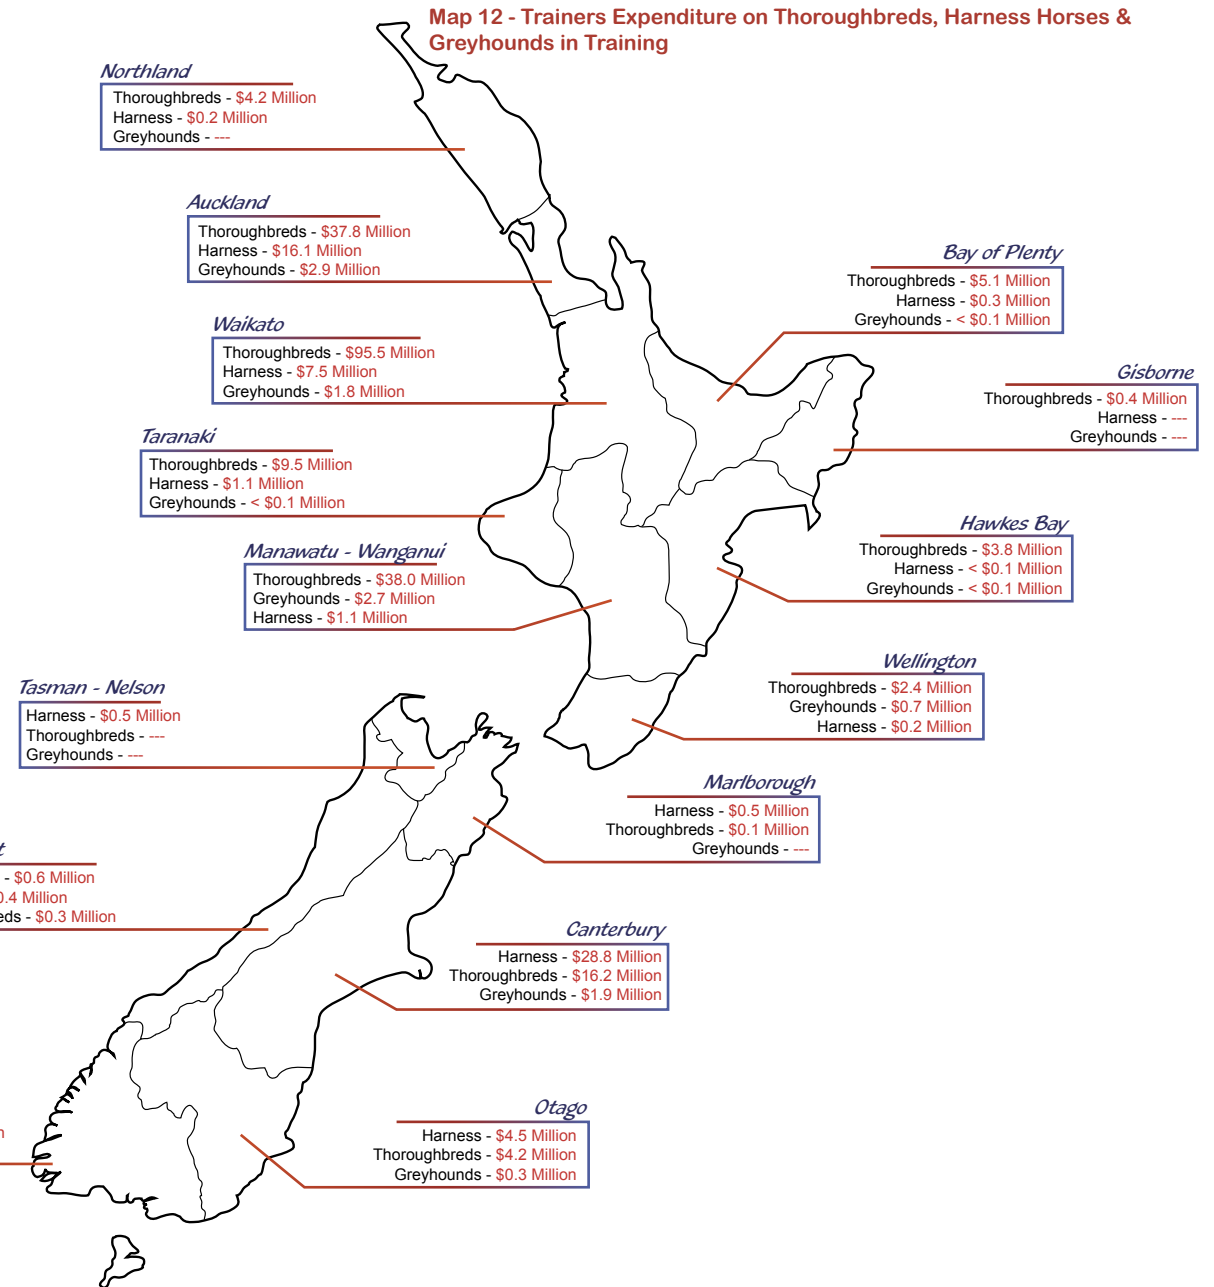 Map 12 - Trainers Expenditure on Thoroughbreds, Harness Horses &
Greyhounds in Training
Northland
Thoroughbreds - $4.2 Million
Harness - $0.2 Million
Greyhounds - ---
Auckland
Thoroughbreds - $37.8 Million
Harness - $16.1 Million
Greyhounds - $2.9 Million
Bay of Plenty
Thoroughbreds - $5.1 Million
Harness - $0.3 Million
Greyhounds - < $0.1 Million
Waikato
Thoroughbreds - $95.5 Million
Harness - $7.5 Million
Greyhounds - $1.8 Million
Gisborne
Thoroughbreds - $0.4 Million
Harness - ---
Greyhounds - ---
Taranaki
Thoroughbreds - $9.5 Million
Harness - $1.1 Million
Greyhounds - < $0.1 Million
Hawkes Bay
Thoroughbreds - $3.8 Million
Harness - < $0.1 Million
Greyhounds - < $0.1 Million
Manawatu - Wanganui
Thoroughbreds - $38.0 Million
Greyhounds - $2.7 Million
Harness - $1.1 Million
Wellington
Thoroughbreds - $2.4 Million
Greyhounds - $0.7 Million
Harness - $0.2 Million
Tasman - Nelson
Harness - $0.5 Million
Thoroughbreds - ---
Greyhounds - ---
Marlborough
Harness - $0.5 Million
Thoroughbreds - $0.1 Million
Greyhounds - ---
- $0.6 Million
0.4 Million
eds - $0.3 Million
Canterbury
Harness - $28.8 Million
Thoroughbreds - $16.2 Million
Greyhounds - $1.9 Million
Otago
Harness - $4.5 Million
Thoroughbreds - $4.2 Million
Greyhounds - $0.3 Million